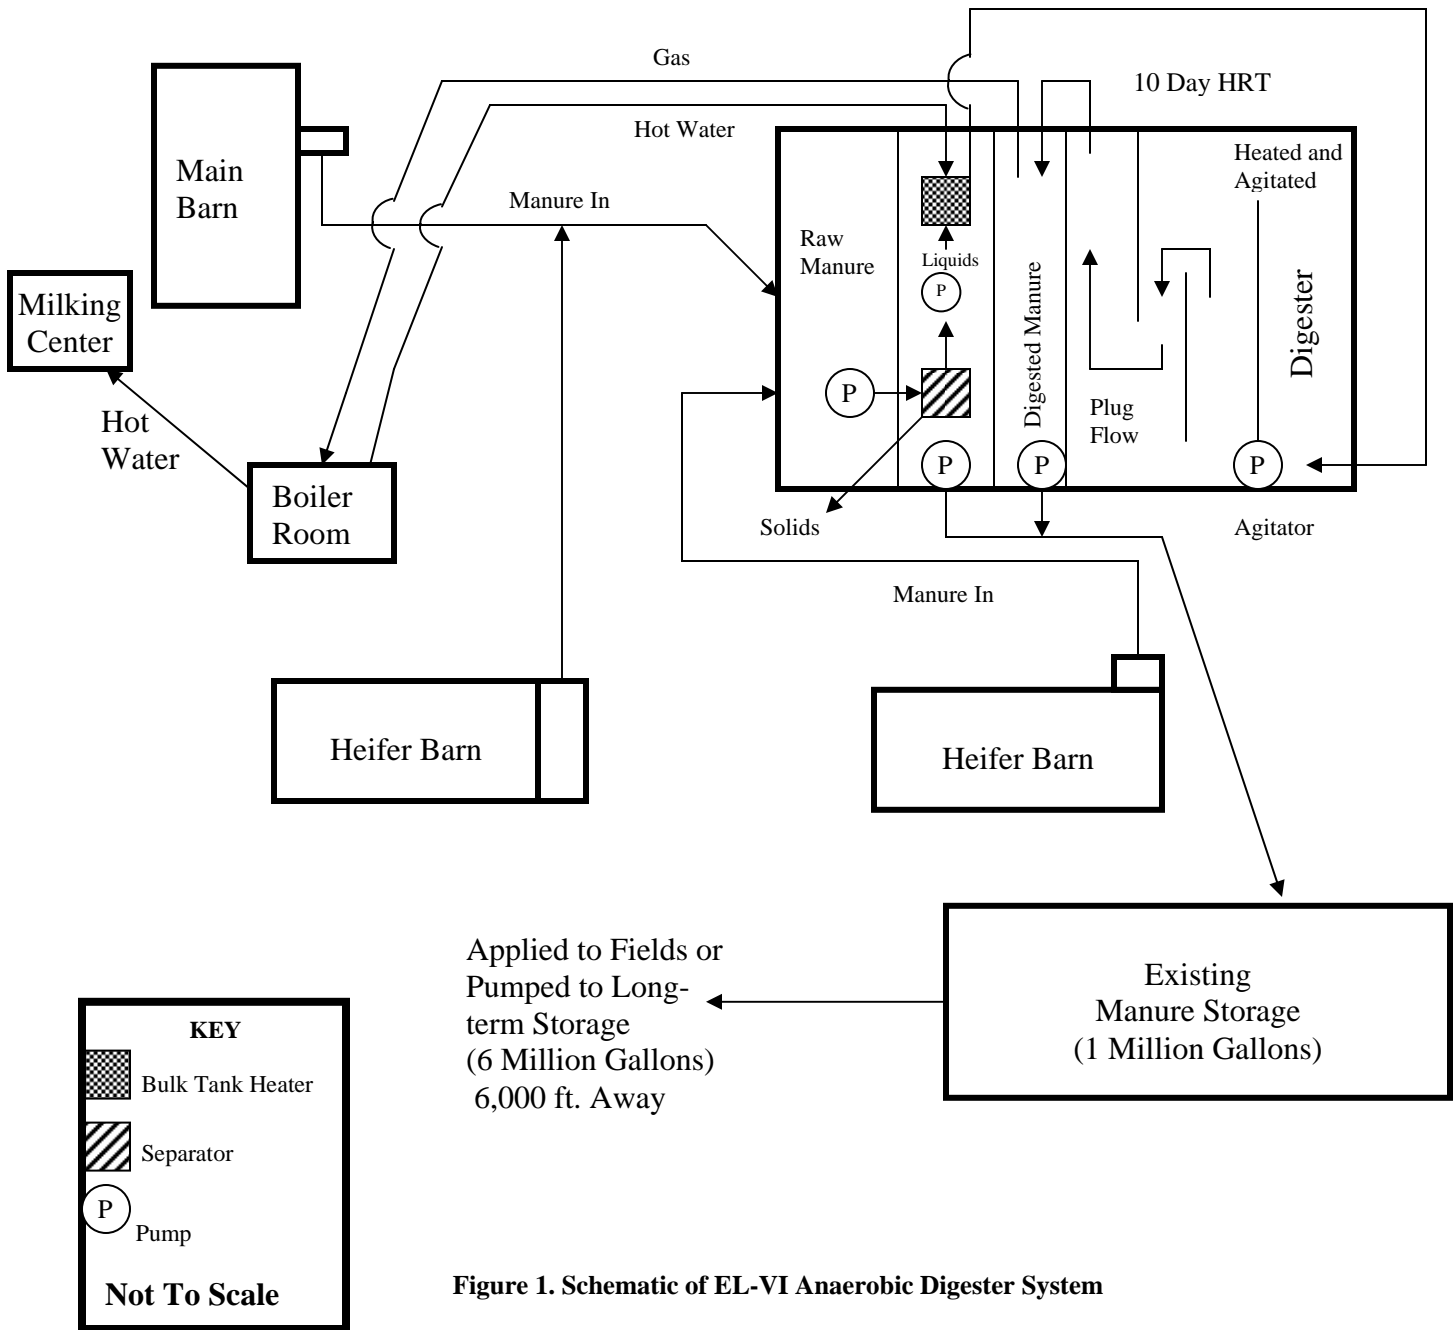 Gas
10 Day HRT
Hot Water
Main
Barn
Manure In
Heated and
Agitated
Raw
Manure
Liquids
P
Digested Manure
Digester
Milking
Center
P
Plug
Flow
Hot
Water
P
P
P
Boiler
Room
Solids
Agitator
Manure In
Heifer Barn
Heifer Barn
Applied to Fields or
Pumped to Long-
term Storage
(6 Million Gallons)
6,000 ft. Away
Existing
Manure Storage
(1 Million Gallons)
KEY
Bulk Tank Heater
Separator
P
Pump
Not To Scale
Figure 1. Schematic of EL-VI Anaerobic Digester System